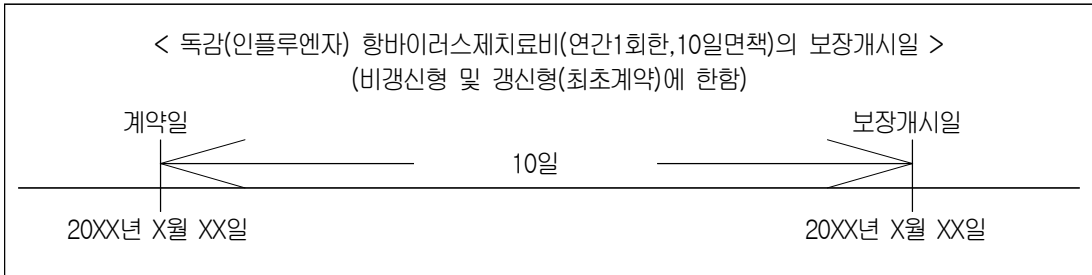 < 독감(인플루엔자) 항바이러스제치료비(연간1회한,10일면책)의 보장개시일 >
(비갱신형 및 갱신형(최초계약)에 한함)
계약일 보장개시일
10일
20XX년 X월 XX일 20XX년 X월 XX일